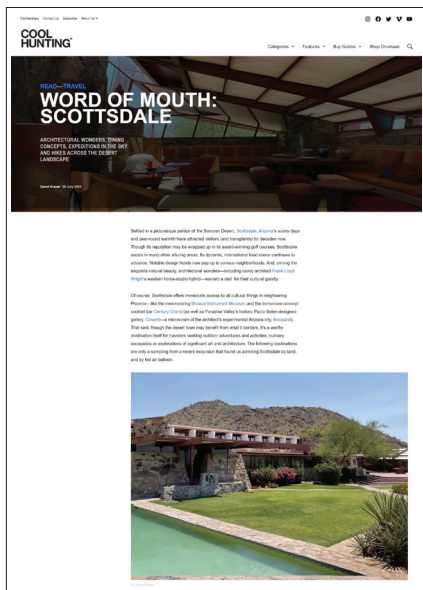 Partnerships Contact Us Subscribe About Us
COOL
HUNTING®
Categories Features Buy Guides Shop Omakase
READ—TRAVEL
WORD OF MOUTH:
SCOTTSDALE
ARCHITECTURAL WONDERS, DINING
CONCEPTS, EXPEDITIONS IN THE SKY
AND HIKES ACROSS THE DESERT
LANDSCAPE
David Graver
Settled in a picturesque portion of the Sonoran Desert, Scottsdale, Arizona's sunny days
and year-round warmth have attracted visitors (and transplants) for decades now.
Though its reputation may be wrapped up in its award-winning golf courses, Scottsdale
excels in many other alluring areas. Its dynamic, international food scene continues to
advance. Notable design hotels now pop up in various neighborhoods. And, among the
exquisite natural beauty, architectural wonders—including iconic architect Frank Lloyd
Wright's western home-studio hybrid—warrant a visit for their cultural gravity.
Of course, Scottsdale offers immediate access to all cultural things in neighboring
Phoenix—like the mesmerizing Musical Instrument Museum and the immersive concept
cocktail bar Century Grand (as well as Paradise Valley's historic Paolo Soleri-designed
gallery, Cosanti—a microcosm of the architect's experimental Arizona city, Arcosanti).
That said, though the desert town may benefit from what it borders, it's a worthy
destination itself for travelers seeking outdoor adventures and activities, culinary
escapades or explorations of significant art and architecture. The following destinations
are only a sampling from a recent excursion that found us admiring Scottsdale by land,
and by hot air balloon.